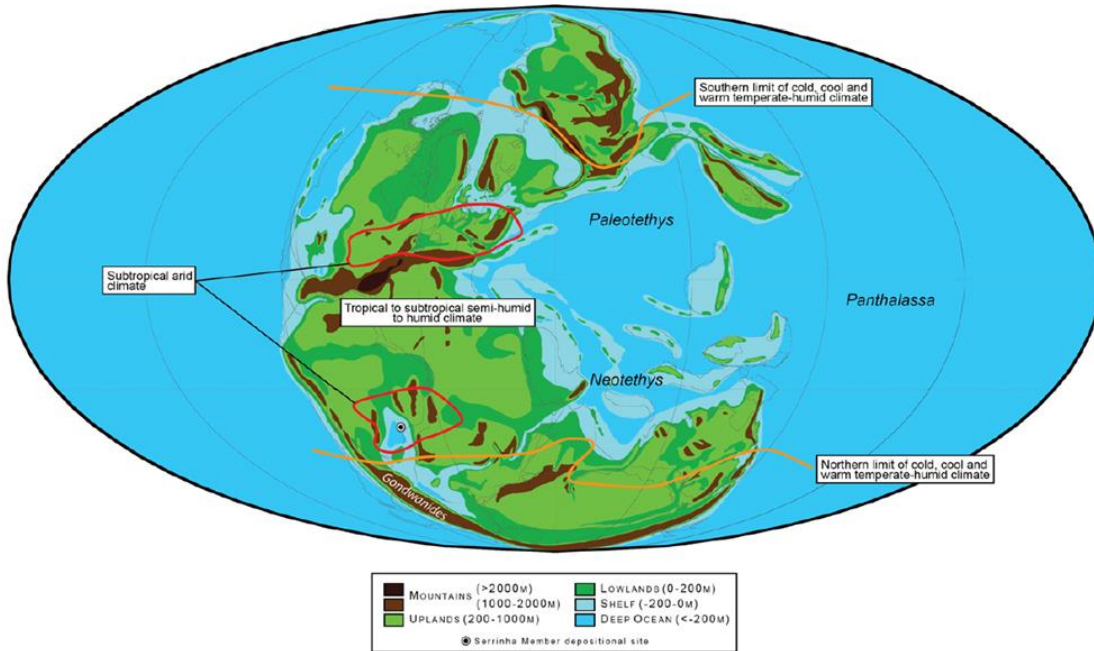 Southern limit of cold, cool and
warm temperate-humid climate
Paleotethys
Subtropical arid
climate
Panthalassa
Tropical to subtropical semi-humid
to humid climate
Neotethys
Northern limit of cold, cool and
warm temperate-humid climate
Gondwanides
MOUNTAINS (>2000M)
(1000-2000M)
UPLANDS (200-1000M)
LOWLANDS (0-200M)
SHELF (-200-0M)
DEEP OCEAN (<-200M)
Serrinha Member depositional site